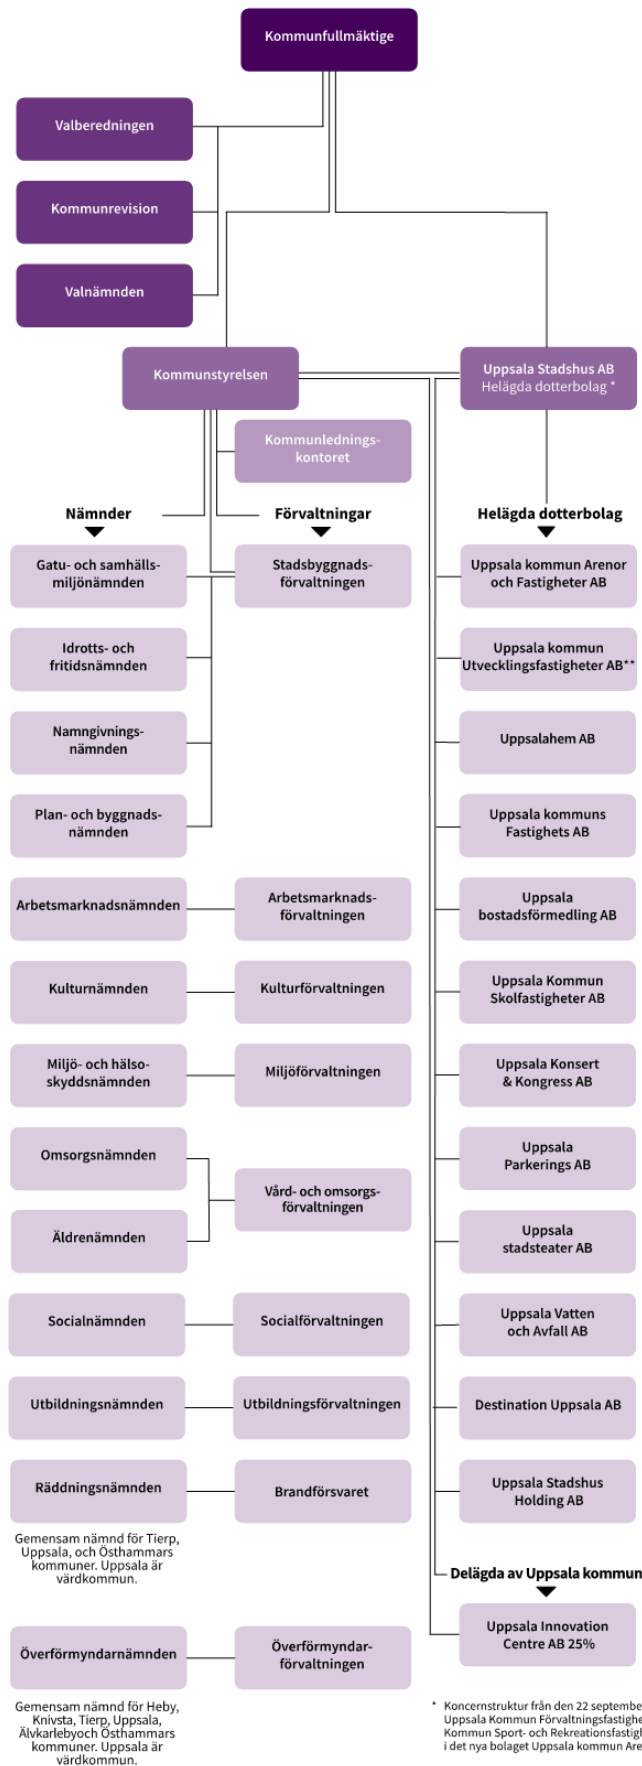 Kommunfullmäktige
Valberedningen
Kommunrevision
Valnämnden
Kommunstyrelsen
Uppsala Stadshus AB
Helägda dotterbolag *
Kommunlednings-
kontoret
Nämnder
Förvaltningar
Helägda dotterbolag
Gatu- och samhälls-
miljönämnden
Stadsbyggnads-
förvaltningen
Uppsala kommun Arenor
och Fastigheter AB
Idrotts- och
fritidsnämnden
Uppsala kommun
Utvecklingsfastigheter AB**
Namngivnings-
nämnden
Uppsalahem AB
Plan- och byggnads-
nämnden
Uppsala kommuns
Fastighets AB
Arbetsmarknadsnämnden
Arbetsmarknads-
förvaltningen
Uppsala
bostadsförmedling AB
Kulturnämnden
Kulturförvaltningen
Uppsala Kommun
Skolfastigheter AB
Miljö- och hälso-
skyddsnämnden
Miljöförvaltningen
Uppsala Konsert
& Kongress AB
Omsorgsnämnden
Vård- och omsorgs-
förvaltningen
Uppsala
Parkerings AB
Äldrenämnden
Uppsala
stadsteater AB
Socialnämnden
Socialförvaltningen
Uppsala Vatten
och Avfall AB
Utbildningsnämnden
Utbildningsförvaltningen
Destination Uppsala AB
Räddningsnämnden
Brandförsvaret
Uppsala Stadshus
Holding AB
Gemensam nämnd för Tierp,
Uppsala, och Östhammars
kommuner. Uppsala är
värdkommun.
Delägda av Uppsala kommun
Överförmyndarnämnden
Överförmyndar-
förvaltningen
Uppsala Innovation
Centre AB 25%
Gemensam nämnd för Heby,
Knivsta, Tierp, Uppsala,
Älvkarlebyoch Östhammars
kommuner. Uppsala är
värdkommun.
* Koncernstruktur från den 22 septembe
Uppsala Kommun Förvaltningsfastighe
Kommun Sport- och Rekreationsfastigh
i det nya bolaget Uppsala kommun Are